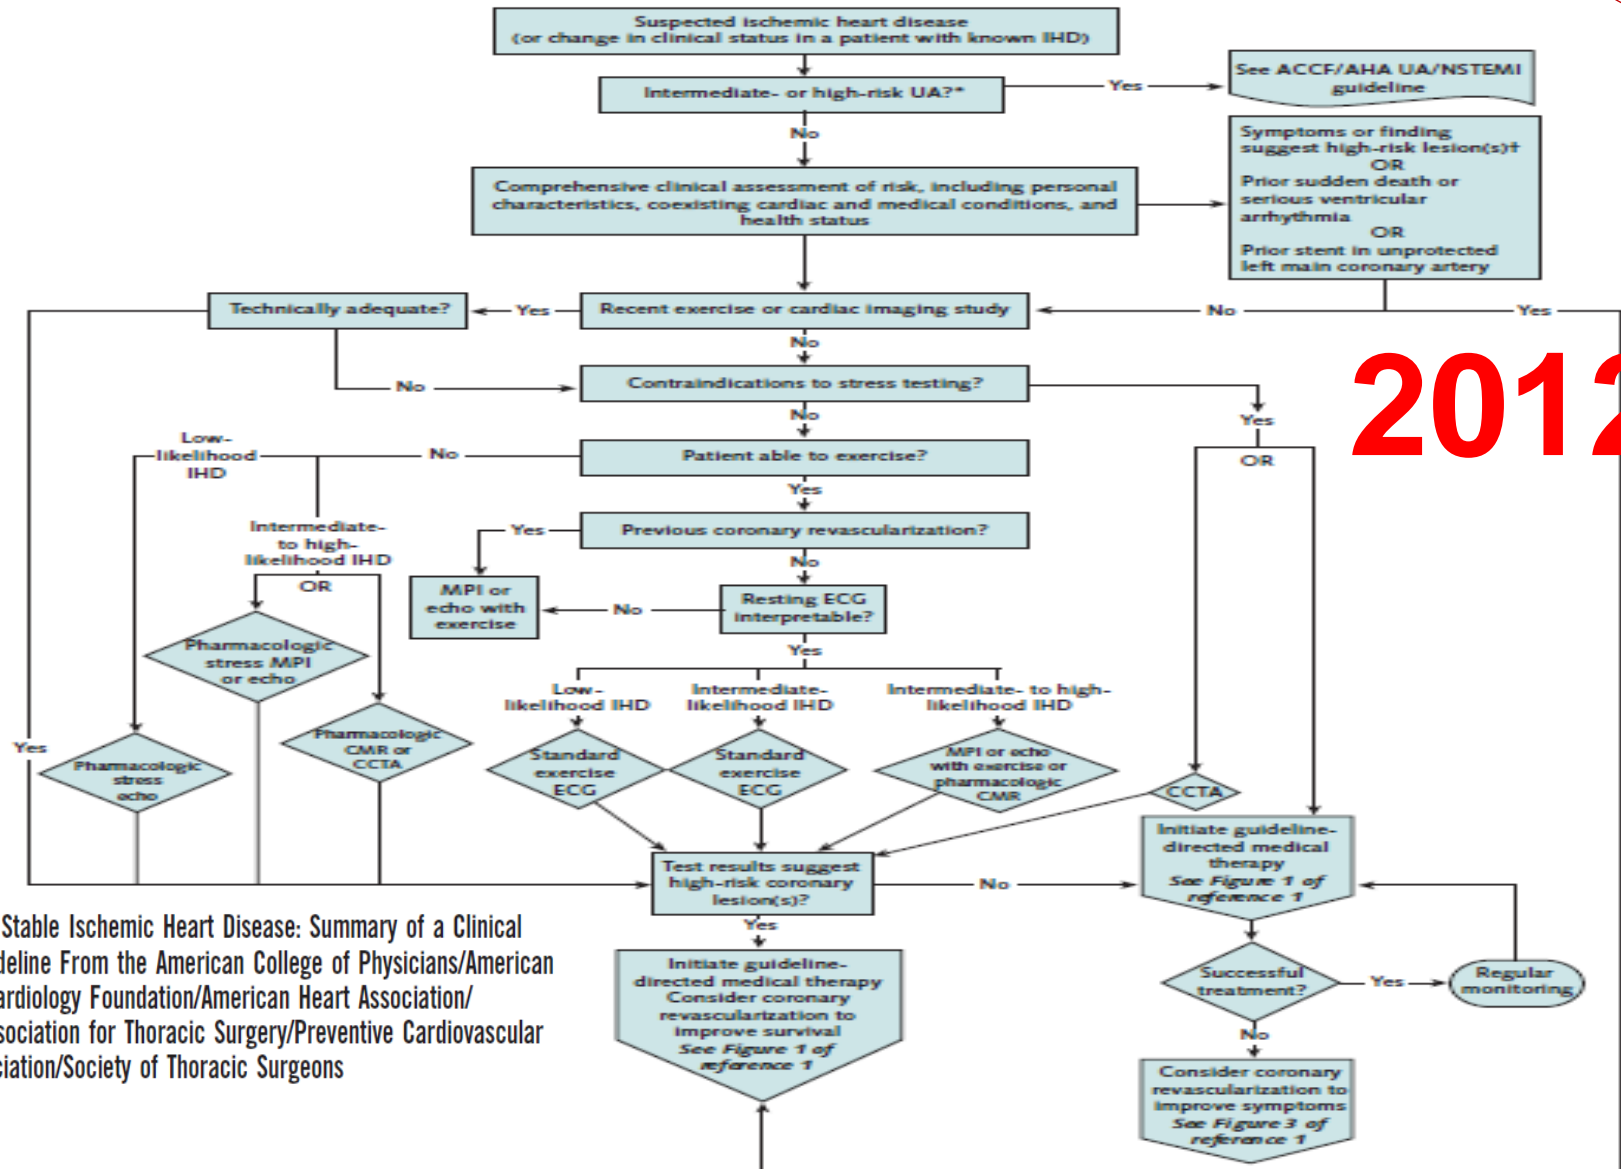 Suspected ischemic heart disease
(or change in clinical status in a patient with known IHD)
Intermediate- or high-risk UA?*
Yes
See ACCF/AHA UA/NSTEMI
guideline
No
Symptoms or finding
suggest high-risk lesion(s)†
OR
Prior sudden death or
serious ventricular
arrhythmia
OR
Prior stent in unprotected
left main coronary artery
Comprehensive clinical assessment of risk, including personal
characteristics, coexisting cardiac and medical conditions, and
health status
Technically adequate?
Yes
Recent exercise or cardiac imaging study
No
Yes
No
No
Contraindications to stress testing?
2012
Yes
OR
No
Low-
likelihood
IHD
No
Patient able to exercise?
Yes
Intermediate-
to high-
likelihood IHD
OR
Yes
Previous coronary revascularization?
No
MPI or
echo with
exercise
No
Resting ECG
interpretable?
Yes
Pharmacologic
stress MPI
or echo
Low-
likelihood IHD
Intermediate-
likelihood IHD
Intermediate- to high-
likelihood IHD
Yes
Pharmacologic
stress
echo
Pharmacologic
CMR or
CCTA
Standard
exercise
ECG
Standard
exercise
ECG
MPI or echo
with exercise or
pharmacologic
CMR
CCTA
Test results suggest
high-risk coronary
lesion(s)?
No
Initiate guideline-
directed medical
therapy
See Figure 1 of
reference 1
Yes
Initiate guideline-
directed medical therapy
Consider coronary
revascularization to
improve survival
See Figure 1 of
reference 1
Successful
treatment?
Yes
Regular
monitoring
No
Consider coronary
revascularization to
improve symptoms
See Figure 3 of
reference 1
Stable Ischemic Heart Disease: Summary of a Clinical
deline From the American College of Physicians/American
ardiology Foundation/American Heart Association/
sociation for Thoracic Surgery/Preventive Cardiovascular
ciation/Society of Thoracic Surgeons